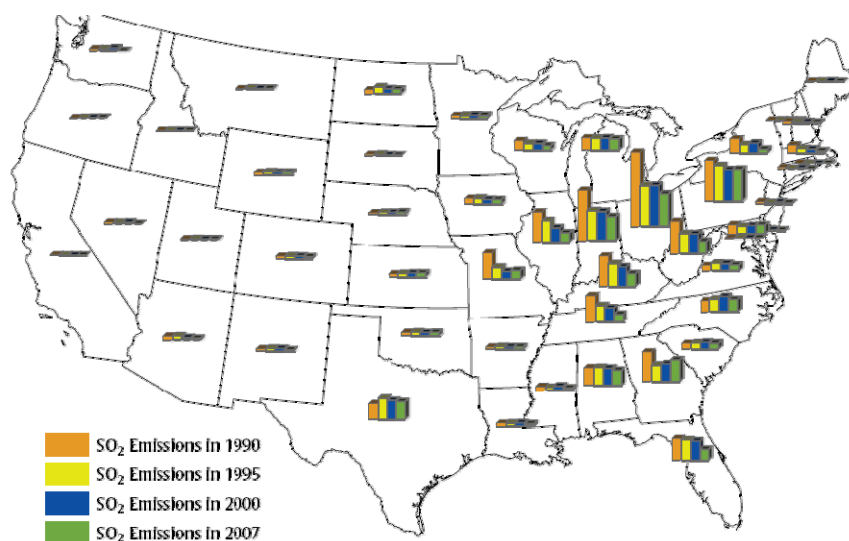 SO₂ Emissions in 1990
SO₂ Emissions in 1995
SO₂ Emissions in 2000
SO₂ Emissions in 2007